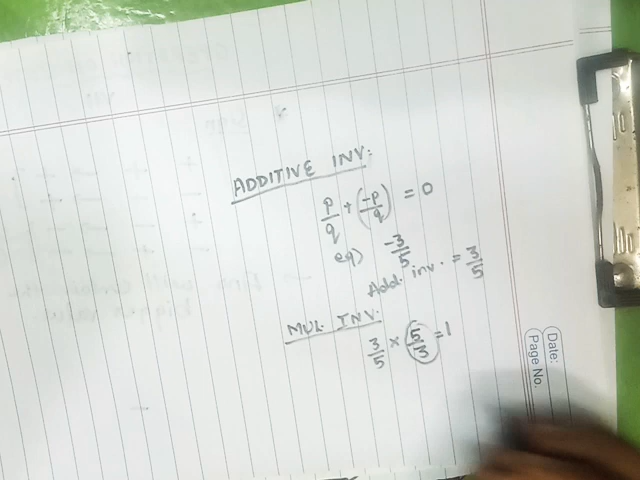 ADDITIVE INV:
p/q + (-p/q) = 0
eg) -3/5
Add. inv. = 3/5
MUL. INV.
3/5 × (5/3) = 1
Date:
Page No.